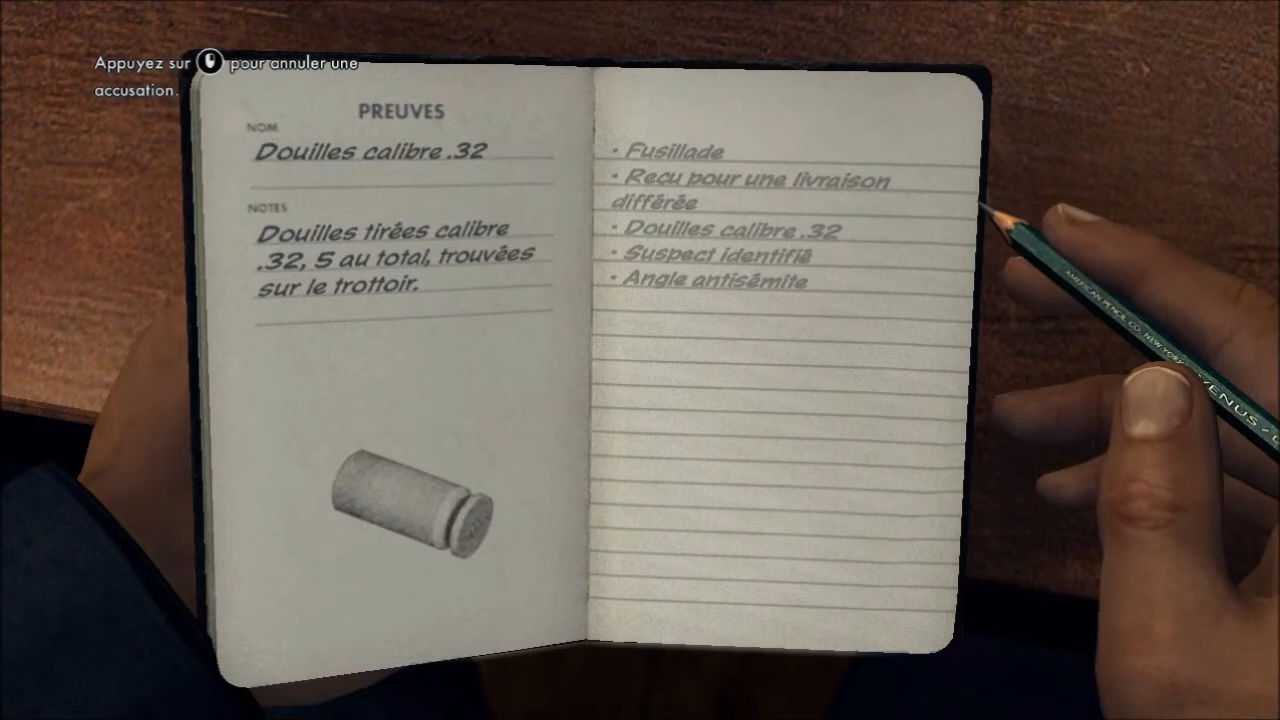 Appuyez sur pour annuler une
accusation.
PREUVES
NOM
Douilles calibre .32
NOTES
Douilles tirées calibre
.32, 5 au total, trouvées
sur le trottoir.
• Fusillade
• Recu pour une livraison
différée
• Douilles calibre .32
• Suspect identifié
• Angle antisémite
AMERICAN PENCIL CO. NEW YORK
VENUS